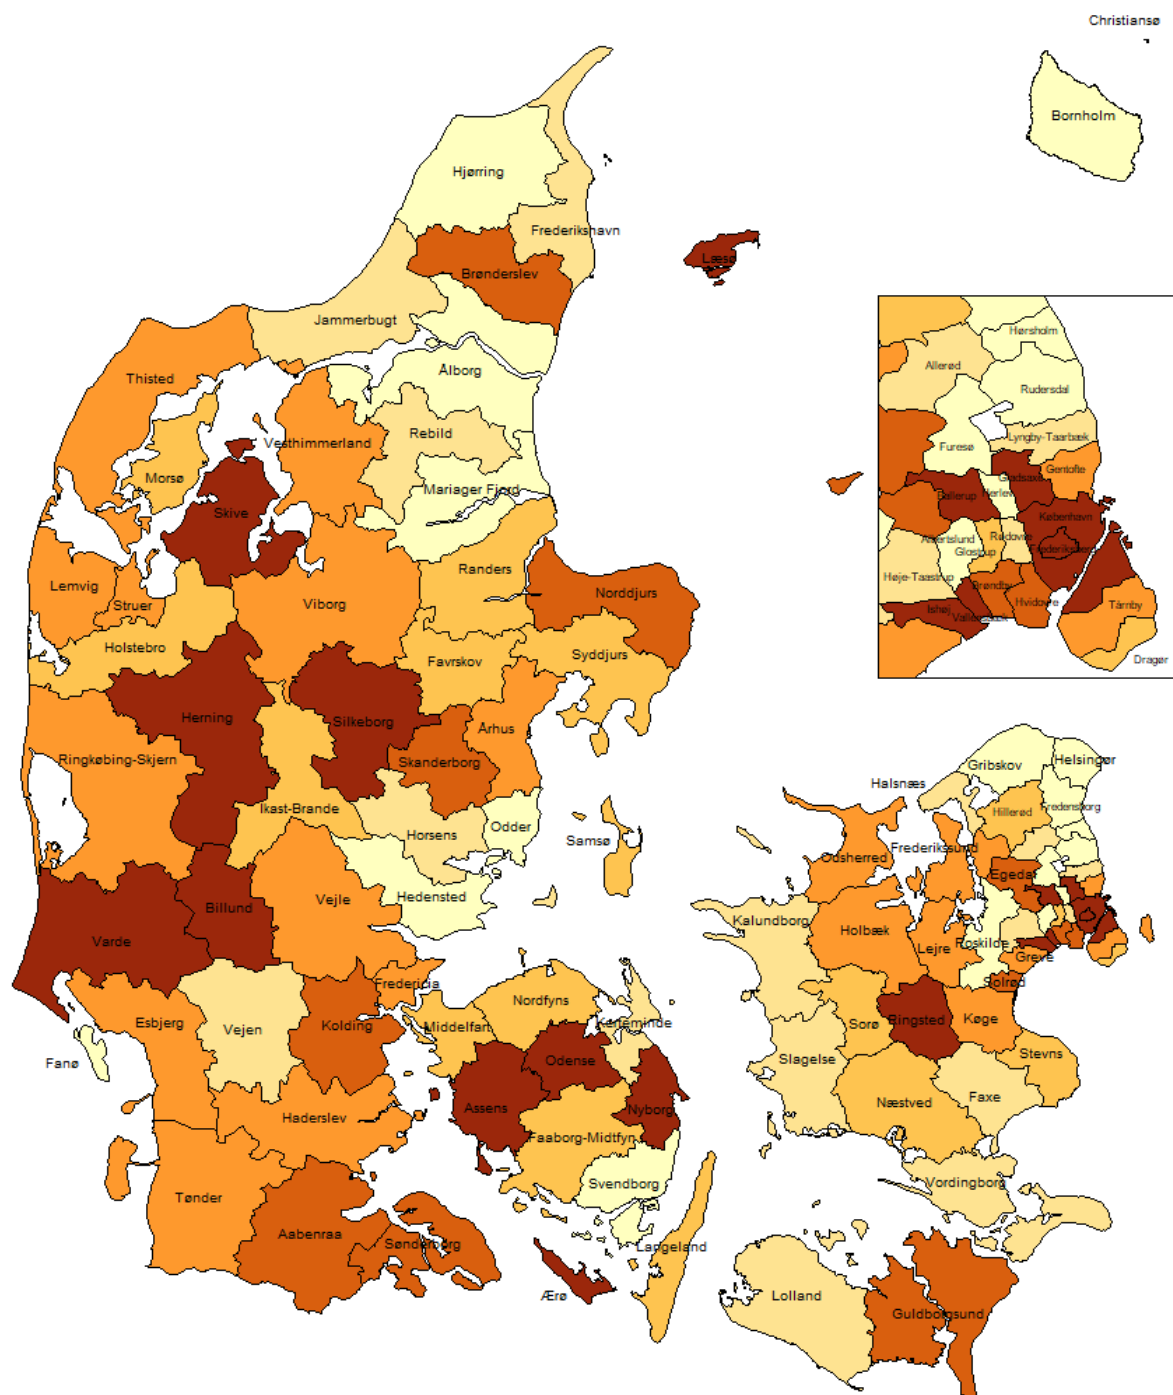 Christiansø
Bornholm
Hjørring
Frederikshavn
Læsø
Brønderslev
Jammerbugt
Thisted
Ålborg
Vesthimmerland
Rebild
Morsø
Mariager Fjord
Skive
Lemvig
Struer
Viborg
Randers
Norddjurs
Holstebro
Favrskov
Syddjurs
Herning
Silkeborg
Århus
Ringkøbing-Skjern
Skanderborg
Ikast-Brande
Horsens
Odder
Samsø
Hedensted
Vejle
Billund
Varde
Fredericia
Esbjerg
Vejen
Kolding
Fanø
Haderslev
Tønder
Aabenraa
Sønderborg
Nordfyns
Middelfart
Kerteminde
Odense
Assens
Nyborg
Faaborg-Midtfyn
Svendborg
Langeland
Ærø
Hørsholm
Allerød
Rudersdal
Furesø
Lyngby-Taarbæk
Gentofte
Gladsaxe
Ballerup
Herlev
København
Albertslund
Rødovre
Glostrup
Frederiksberg
Høje-Taastrup
Brøndby
Ishøj
Hvidovre
Vallensbæk
Tårnby
Dragør
Gribskov
Helsingør
Halsnæs
Fredensborg
Hillerød
Frederikssund
Odsherred
Egedal
Kalundborg
Holbæk
Lejre
Roskilde
Greve
Solrød
Sorø
Ringsted
Køge
Slagelse
Stevns
Næstved
Faxe
Vordingborg
Lolland
Guldborgsund